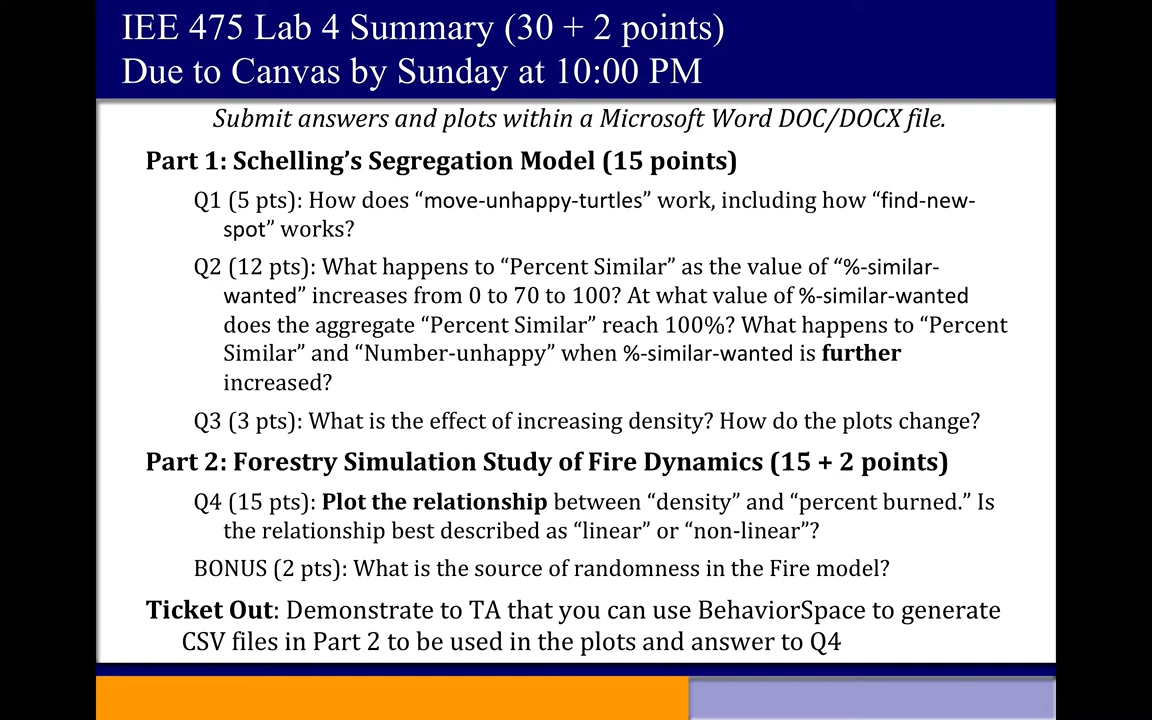 IEE 475 Lab 4 Summary (30 + 2 points)
Due to Canvas by Sunday at 10:00 PM
Submit answers and plots within a Microsoft Word DOC/DOCX file.
Part 1: Schelling’s Segregation Model (15 points)
Q1 (5 pts): How does “move-unhappy-turtles” work, including how “find-new-
spot” works?
Q2 (12 pts): What happens to “Percent Similar” as the value of “%-similar-
wanted” increases from 0 to 70 to 100? At what value of %-similar-wanted
does the aggregate “Percent Similar” reach 100%? What happens to “Percent
Similar” and “Number-unhappy” when %-similar-wanted is further
increased?
Q3 (3 pts): What is the effect of increasing density? How do the plots change?
Part 2: Forestry Simulation Study of Fire Dynamics (15 + 2 points)
Q4 (15 pts): Plot the relationship between “density” and “percent burned.” Is
the relationship best described as “linear” or “non-linear”?
BONUS (2 pts): What is the source of randomness in the Fire model?
Ticket Out: Demonstrate to TA that you can use BehaviorSpace to generate
CSV files in Part 2 to be used in the plots and answer to Q4